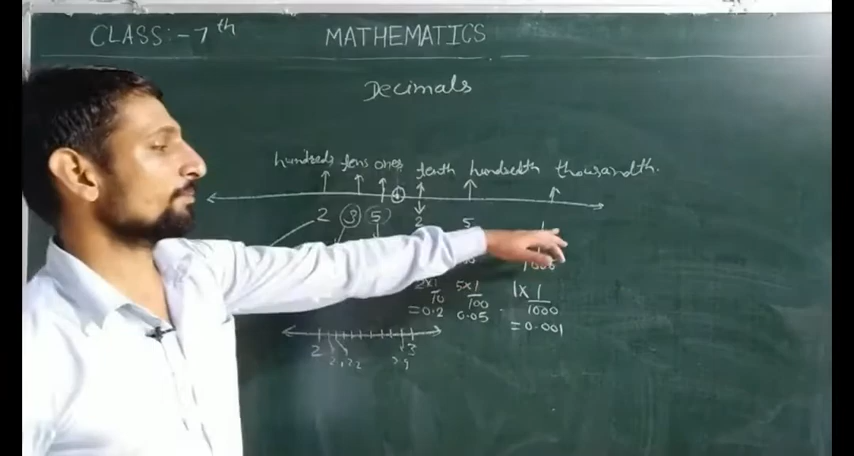 CLASS:- 7th MATHEMATICS
Decimals
hundreds tens ones tenth hundredth thousandth.
2 3 5 2 5 1
1000
2x1/10 5x1/100 1x1/1000
=0.2 0.05 =0.001
2 3